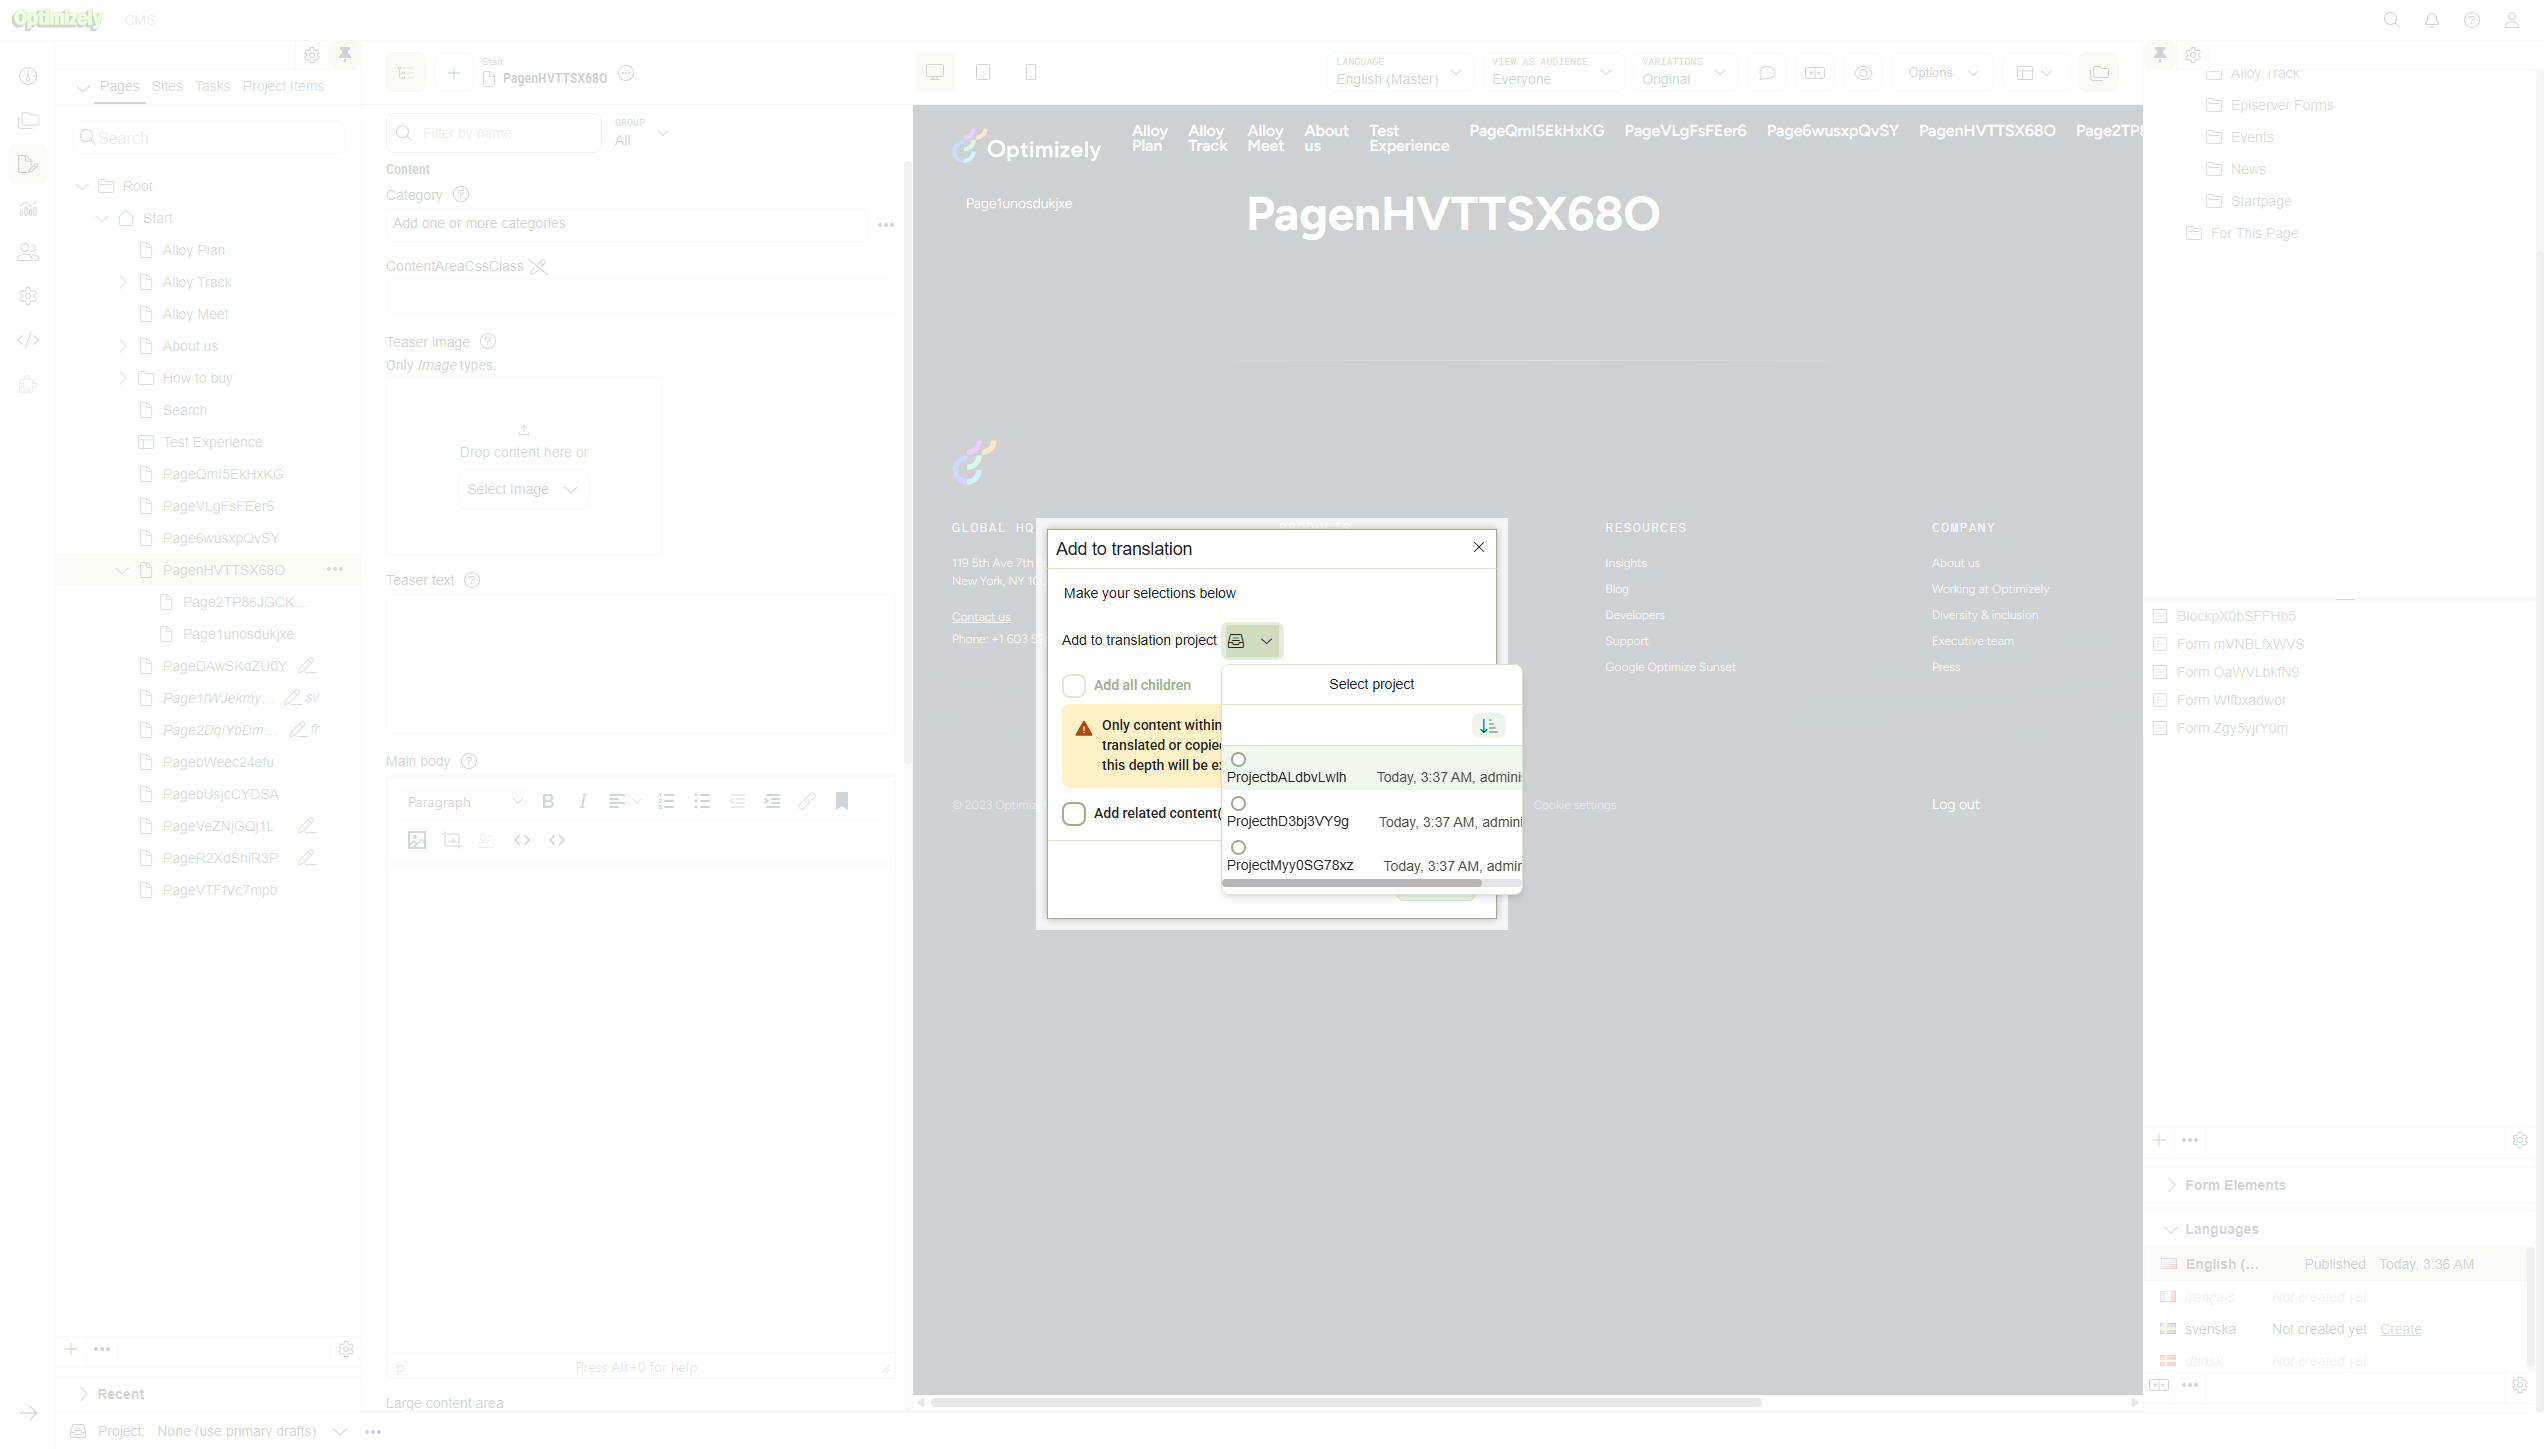 Optimizely
CMS
Pages
Sites
Tasks
Project Items
Search
Root
Start
Alloy Plan
Alloy Track
Alloy Meet
About us
How to buy
Search
Test Experience
PageQmI5EkHxKG
PageVLgFsFEer6
Page6wusxpQvSY
PagenHVTTSX68O
Page2TP86JGCK...
Page1unosdukjxe
PageDAwSKdZU0Y
Page1tWJekmy... sv
Page2DqlYbDm... fr
PagebWeec24efu
PagebUsjcCYDSA
PageVeZNjGQj1L
PageR2XdShiR3P
PageVTFfVc7mpb
Recent
Project: None (use primary drafts)
Start
PagenHVTTSX68O
Filter by name
GROUP
All
Content
Category
Add one or more categories
ContentAreaCssClass
Teaser image
Only Image types.
Drop content here or
Select Image
Teaser text
Main body
Paragraph
p
Press Alt+0 for help
Large content area
LANGUAGE
English (Master)
VIEW AS AUDIENCE
Everyone
VARIATIONS
Original
Options
Optimizely
Alloy Plan
Alloy Track
Alloy Meet
About us
Test Experience
PageQmI5EkHxKG
PageVLgFsFEer6
Page6wusxpQvSY
PagenHVTTSX68O
Page2TP8
Page1unosdukjxe
PagenHVTTSX68O
GLOBAL HQ
119 5th Ave 7th
New York, NY 10
Contact us
Phone: +1 603 5
PRODUCTS
RESOURCES
Insights
Blog
Developers
Support
Google Optimize Sunset
COMPANY
About us
Working at Optimizely
Diversity & inclusion
Executive team
Press
© 2023 Optimiz
Cookie settings
Log out
Add to translation
Make your selections below
Add to translation project
Add all children
Only content within
translated or copie
this depth will be e
Add related content(
Select project
ProjectbALdbvLwlh Today, 3:37 AM, admini
ProjecthD3bj3VY9g Today, 3:37 AM, admini
ProjectMyy0SG78xz Today, 3:37 AM, admir
Alloy Track
Episerver Forms
Events
News
Startpage
For This Page
BlockpX0bSFFHb5
Form mVNBLfxWVS
Form OaWVLbkfN9
Form Wlfbxadwor
Form Zgy5yjrY0m
Form Elements
Languages
English (... Published Today, 3:36 AM
français Not created yet
svenska Not created yet Create
dansk Not created yet